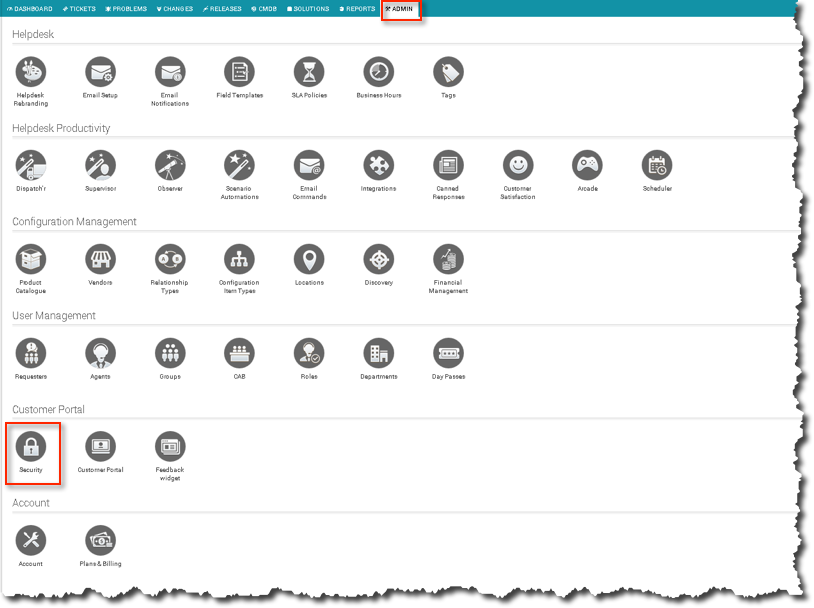 DASHBOARD TICKETS PROBLEMS CHANGES RELEASES CMDB SOLUTIONS REPORTS ADMIN
Helpdesk
Helpdesk Rebranding
Email Setup
Email Notifications
Field Templates
SLA Policies
Business Hours
Tags
Helpdesk Productivity
Dispatch'r
Supervisor
Observer
Scenario Automations
Email Commands
Integrations
Canned Responses
Customer Satisfaction
Arcade
Scheduler
Configuration Management
Product Catalogue
Vendors
Relationship Types
Configuration Item Types
Locations
Discovery
Financial Management
User Management
Requesters
Agents
Groups
CAB
Roles
Departments
Day Passes
Customer Portal
Security
Customer Portal
Feedback widget
Account
Account
Plans & Billing